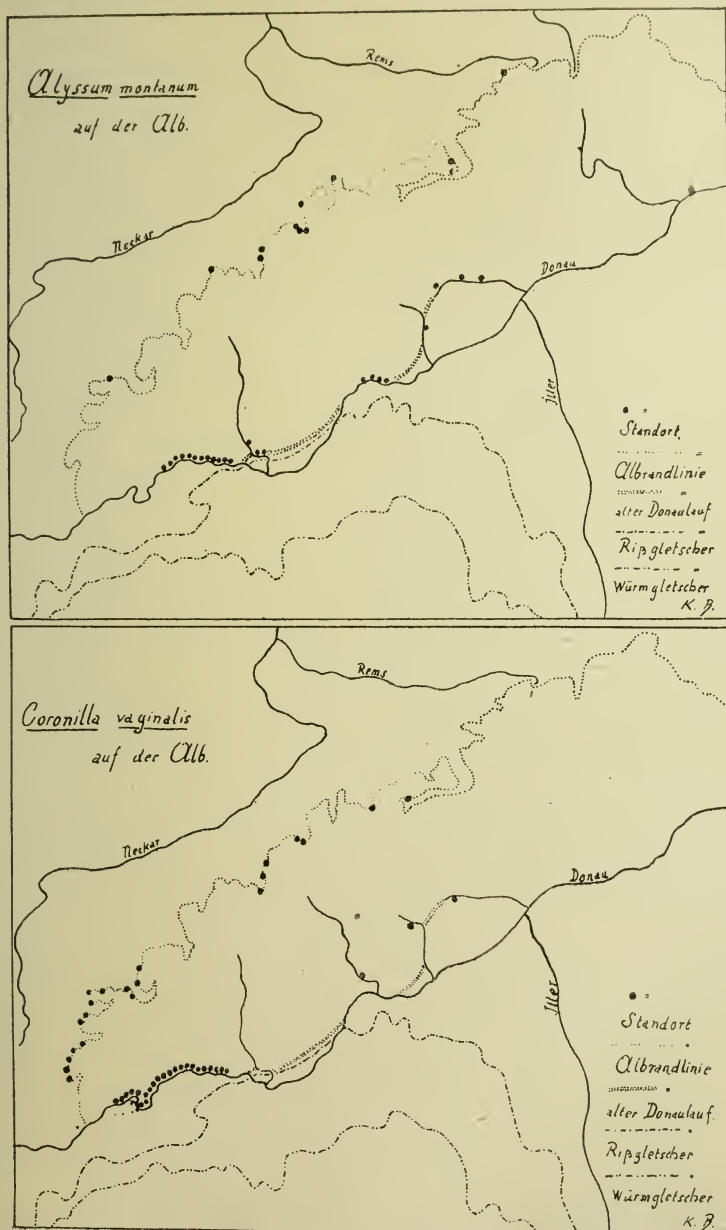 Alyssum montanum
auf der Alb.
Rems
Neckar
Donau
Iller
Standort.
Albrandlinie
alter Donaulauf
Rißgletscher
Würmgletscher
K. B.
Coronilla vaginalis
auf der Alb.
Rems
Neckar
Donau
Iller
Standort
Albrandlinie
alter Donaulauf.
Rißgletscher
Würmgletscher
K. B.